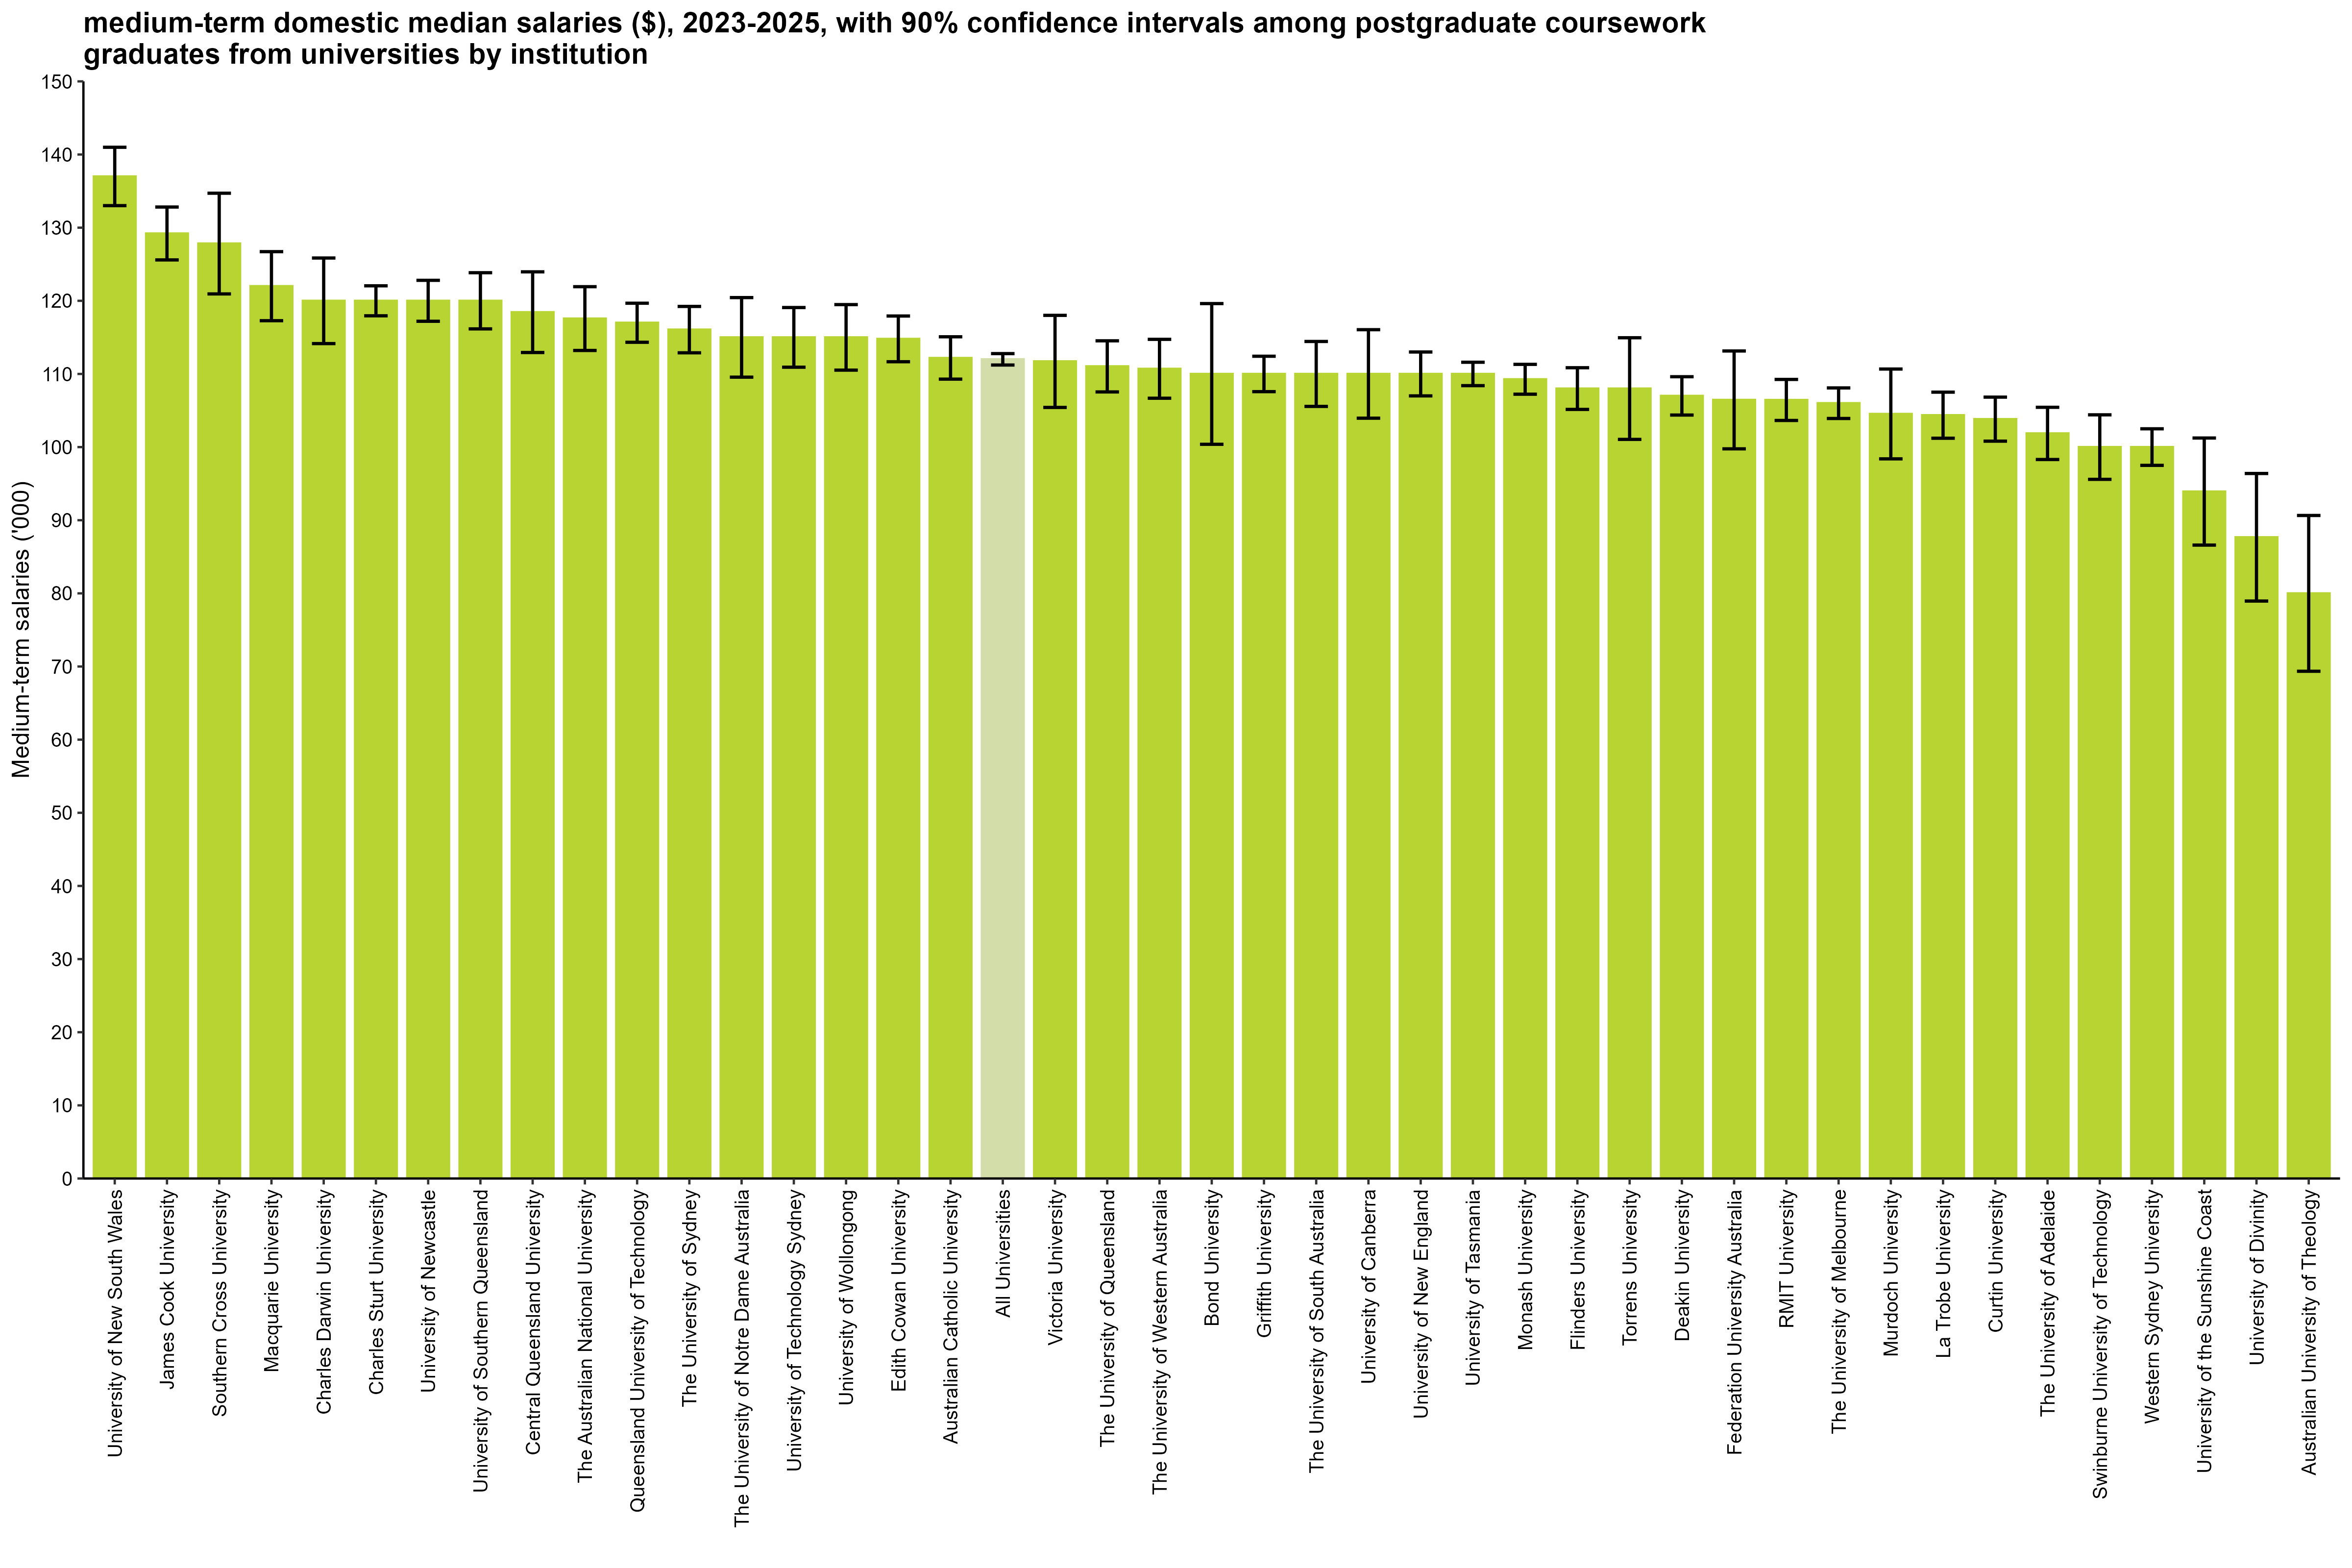 medium-term domestic median salaries ($), 2023-2025, with 90% confidence intervals among postgraduate coursework
graduates from universities by institution
Medium-term salaries ('000)
150
140
130
120
110
100
90
80
70
60
50
40
30
20
10
0
University of New South Wales
James Cook University
Southern Cross University
Macquarie University
Charles Darwin University
Charles Sturt University
University of Newcastle
University of Southern Queensland
Central Queensland University
The Australian National University
Queensland University of Technology
The University of Sydney
The University of Notre Dame Australia
University of Technology Sydney
University of Wollongong
Edith Cowan University
Australian Catholic University
All Universities
Victoria University
The University of Queensland
The University of Western Australia
Bond University
Griffith University
The University of South Australia
University of Canberra
University of New England
University of Tasmania
Monash University
Flinders University
Torrens University
Deakin University
Federation University Australia
RMIT University
The University of Melbourne
Murdoch University
La Trobe University
Curtin University
The University of Adelaide
Swinburne University of Technology
Western Sydney University
University of the Sunshine Coast
University of Divinity
Australian University of Theology